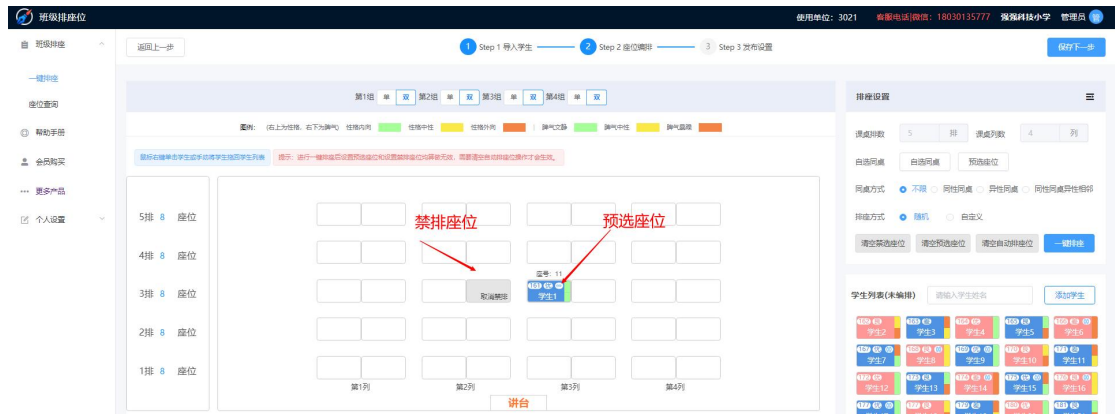 班级排座位
使用单位：3021 客服电话|微信：18030135777 强强科技小学 管理员 管
班级排座
一键排座
座位查询
帮助手册
会员购买
更多产品
个人设置
返回上一步
1 Step 1 导入学生 2 Step 2 座位编排 3 Step 3 发布设置
保存下一步
第1组 单 双 第2组 单 双 第3组 单 双 第4组 单 双
图例： (右上为性格、右下为脾气) 性格内向 性格中性 性格外向 脾气文静 脾气中性 脾气暴躁
鼠标右键单击学生或手动将学生拖回学生列表
提示：进行一键排座后设置预选座位和设置禁排座位均异常无效，需要清空自动排座位操作才会生效。
5排 8 座位
4排 8 座位
3排 8 座位
2排 8 座位
1排 8 座位
禁排座位
预选座位
座号：11
取消禁排
161 优
学生1
第1列 第2列 第3列 第4列
讲台
排座设置
课桌排数 5 排 课桌列数 4 列
自选同桌 自选同桌 预选座位
同桌方式 不限 同性同桌 异性同桌 同性同桌异性相邻
排座方式 随机 自定义
清空禁选座位 清空预选座位 清空自动排座位 一键排座
学生列表(未编排) 请输入学生姓名 添加学生
学生2 学生3 学生4 学生5 学生6
学生7 学生8 学生9 学生10 学生11
学生12 学生13 学生14 学生15 学生16